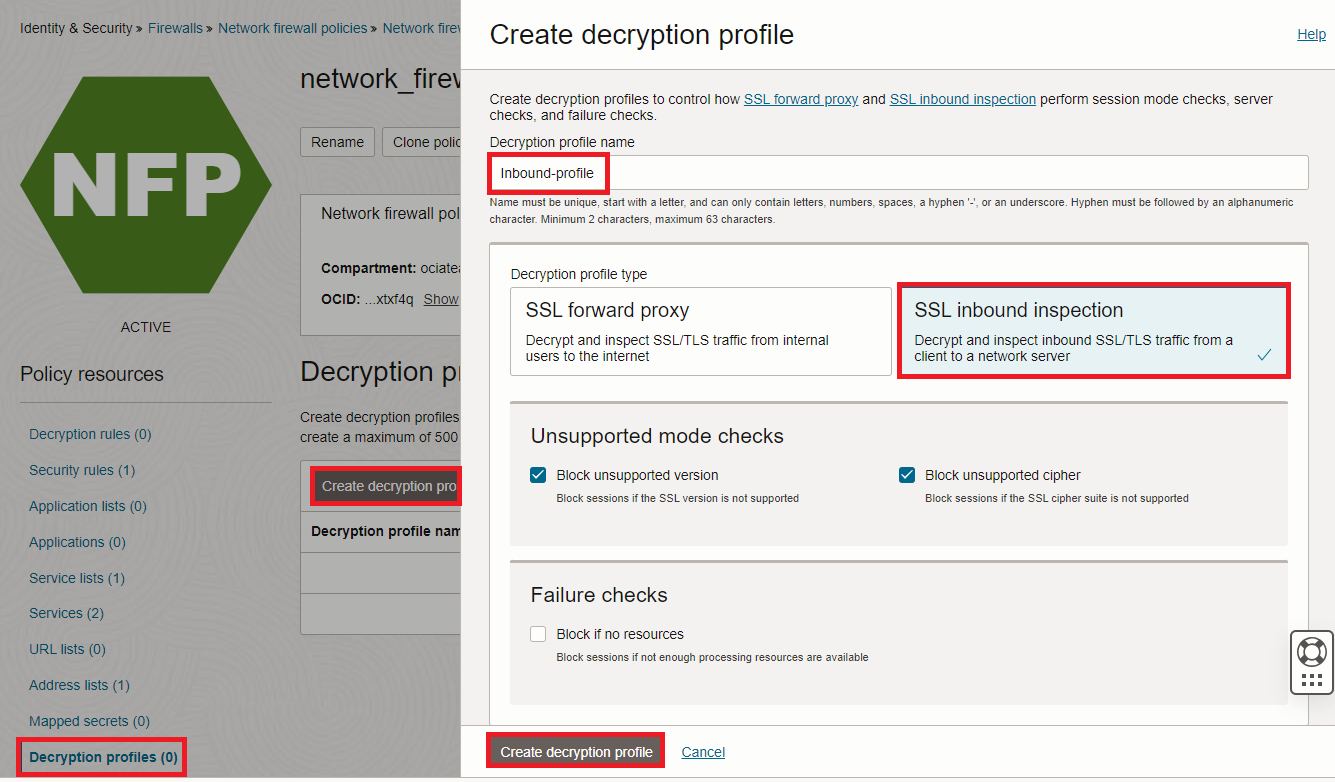 Identity & Security » Firewalls » Network firewall policies » Network firew
NFP
ACTIVE
Policy resources
Decryption rules (0)
Security rules (1)
Application lists (0)
Applications (0)
Service lists (1)
Services (2)
URL lists (0)
Address lists (1)
Mapped secrets (0)
Decryption profiles (0)
network_firew
Rename
Clone polic
Network firewall pol
Compartment: ociatea
OCID: ...xtxf4q Show
Decryption p
Create decryption profiles
create a maximum of 500
Create decryption pro
Decryption profile nam
Create decryption profile
Help
Create decryption profiles to control how SSL forward proxy and SSL inbound inspection perform session mode checks, server
checks, and failure checks.
Decryption profile name
Inbound-profile
Name must be unique, start with a letter, and can only contain letters, numbers, spaces, a hyphen '-', or an underscore. Hyphen must be followed by an alphanumeric
character. Minimum 2 characters, maximum 63 characters.
Decryption profile type
SSL forward proxy
Decrypt and inspect SSL/TLS traffic from internal
users to the internet
SSL inbound inspection
Decrypt and inspect inbound SSL/TLS traffic from a
client to a network server
Unsupported mode checks
Block unsupported version
Block sessions if the SSL version is not supported
Block unsupported cipher
Block sessions if the SSL cipher suite is not supported
Failure checks
Block if no resources
Block sessions if not enough processing resources are available
Create decryption profile
Cancel